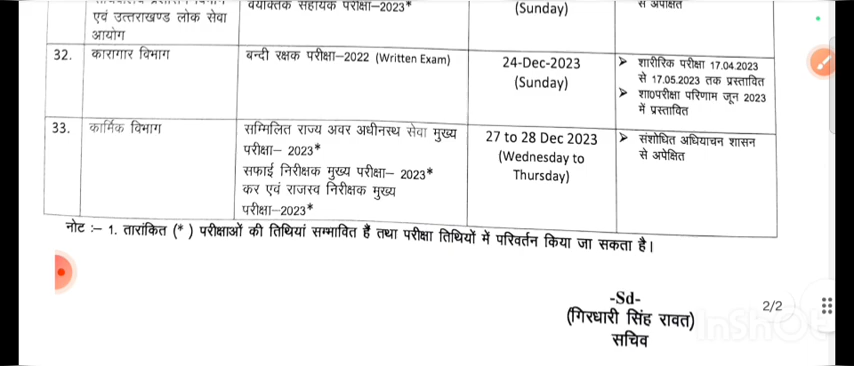 वैयक्तिक सहायक परीक्षा–2023*
(Sunday)
से अपेक्षित
एवं उत्तराखण्ड लोक सेवा
आयोग
32. कारागार विभाग बन्दी रक्षक परीक्षा–2022 (Written Exam) 24-Dec-2023 ➢ शारीरिक परीक्षा 17.04.2023
(Sunday) से 17.05.2023 तक प्रस्तावित
➢ शा0परीक्षा परिणाम जून 2023
में प्रस्तावित
33. कार्मिक विभाग सम्मिलित राज्य अवर अधीनस्थ सेवा मुख्य 27 to 28 Dec 2023 ➢ संशोधित अधियाचन शासन
परीक्षा– 2023* (Wednesday to से अपेक्षित
सफाई निरीक्षक मुख्य परीक्षा– 2023* Thursday)
कर एवं राजस्व निरीक्षक मुख्य
परीक्षा–2023*
नोट :– 1. तारांकित (*) परीक्षाओं की तिथियां सम्भावित हैं तथा परीक्षा तिथियों में परिवर्तन किया जा सकता है।
-Sd-
(गिरधारी सिंह रावत)
सचिव
2/2
InShOt